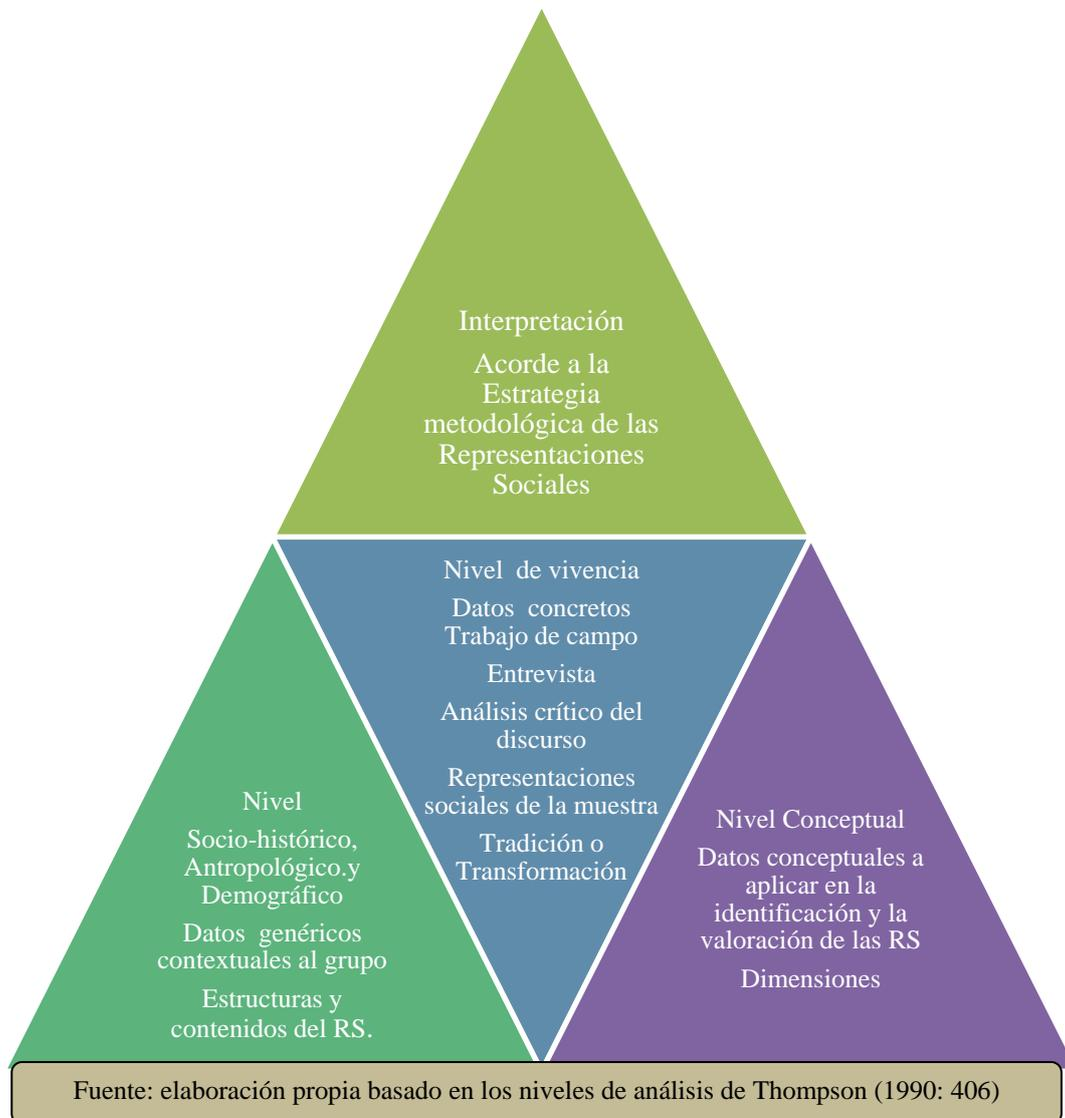 Interpretación
Acorde a la
Estrategia
metodológica de las
Representaciones
Sociales
Nivel de vivencia
Datos concretos
Trabajo de campo
Entrevista
Análisis crítico del
discurso
Representaciones
sociales de la muestra
Tradición o
Transformación
Nivel
Socio-histórico,
Antropológico.y
Demográfico
Datos genéricos
contextuales al grupo
Estructuras y
contenidos del RS.
Nivel Conceptual
Datos conceptuales a
aplicar en la
identificación y la
valoración de las RS
Dimensiones
Fuente: elaboración propia basado en los niveles de análisis de Thompson (1990: 406)